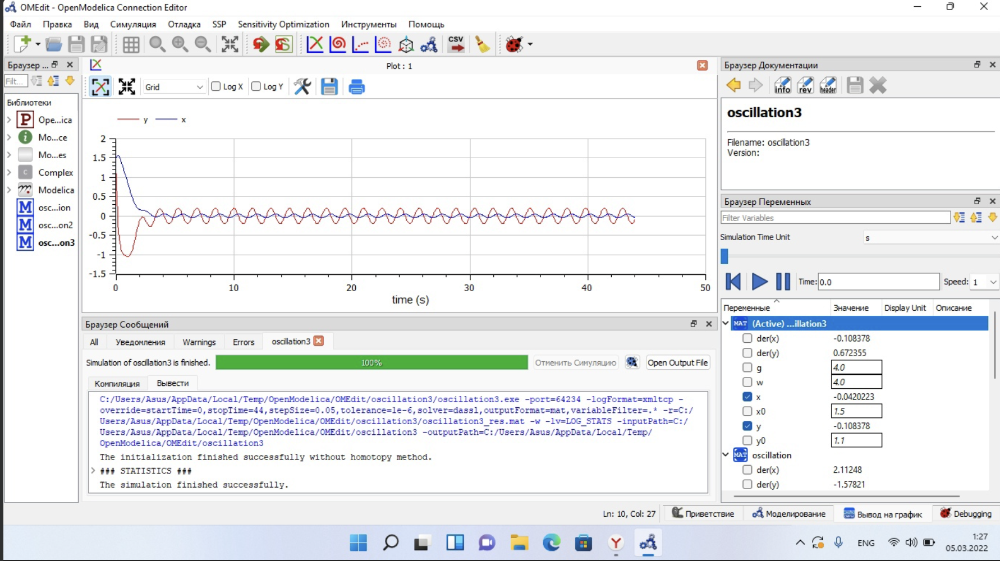 OMEdit - OpenModelica Connection Editor
Файл Правка Вид Симуляция Отладка SSP Sensitivity Optimization Инструменты Помощь
CSV
Браузер ...
Filt...
Библиотеки
P Ope...ica
i Mo...ce
Mo...es
C Complex
m Modelica
M osc...ion
M osc...on2
M osc...on3
Plot : 1
Grid Log X Log Y
y x
2
1.5
1
0.5
0
-0.5
-1
-1.5
0 10 20 30 40 50
time (s)
Браузер Сообщений
All Уведомления Warnings Errors oscillation3
Simulation of oscillation3 is finished. 100% Отменить Симуляцию Open Output File
Компиляция Вывести
C:/Users/Asus/AppData/Local/Temp/OpenModelica/OMEdit/oscillation3/oscillation3.exe -port=64234 -logFormat=xmltcp -
override=startTime=0,stopTime=44,stepSize=0.05,tolerance=1e-6,solver=dassl,outputFormat=mat,variableFilter=.* -r=C:/
Users/Asus/AppData/Local/Temp/OpenModelica/OMEdit/oscillation3/oscillation3_res.mat -w -lv=LOG_STATS -inputPath=C:/
Users/Asus/AppData/Local/Temp/OpenModelica/OMEdit/oscillation3 -outputPath=C:/Users/Asus/AppData/Local/Temp/
OpenModelica/OMEdit/oscillation3
The initialization finished successfully without homotopy method.
### STATISTICS ###
The simulation finished successfully.
Браузер Документации
info rev header
oscillation3
Filename: oscillation3
Version:
Браузер Переменных
Filter Variables
Simulation Time Unit s
Time: 0.0 Speed: 1
Переменные Значение Display Unit Описание
MAT (Active) ...illation3
der(x) -0.108378
der(y) 0.672355
g 4.0
w 4.0
x -0.0420223
x0 1.5
y -0.108378
y0 1.1
MAT oscillation
der(x) 2.11248
der(y) -1.57821
Ln: 10, Col: 27 Приветствие Моделирование Вывод на график Debugging
ENG
1:27
05.03.2022